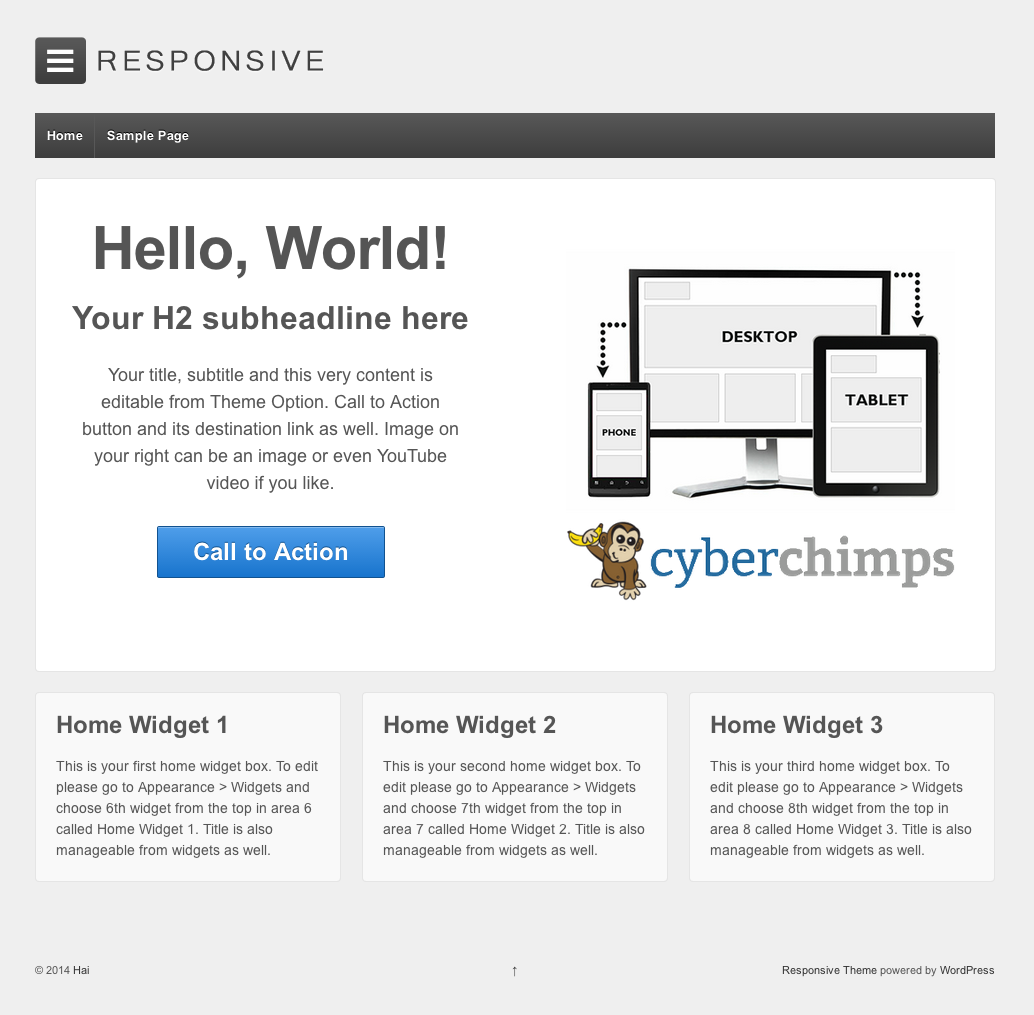 RESPONSIVE
Home
Sample Page
Hello, World!
Your H2 subheadline here
Your title, subtitle and this very content is
editable from Theme Option. Call to Action
button and its destination link as well. Image on
your right can be an image or even YouTube
video if you like.
Call to Action
DESKTOP
TABLET
PHONE
cyberchimps
Home Widget 1
This is your first home widget box. To edit
please go to Appearance > Widgets and
choose 6th widget from the top in area 6
called Home Widget 1. Title is also
manageable from widgets as well.
Home Widget 2
This is your second home widget box. To
edit please go to Appearance > Widgets
and choose 7th widget from the top in
area 7 called Home Widget 2. Title is also
manageable from widgets as well.
Home Widget 3
This is your third home widget box. To
edit please go to Appearance > Widgets
and choose 8th widget from the top in
area 8 called Home Widget 3. Title is also
manageable from widgets as well.
© 2014 Hai
↑
Responsive Theme powered by WordPress